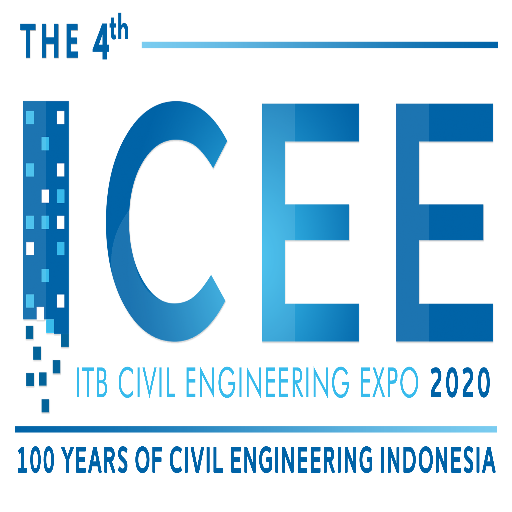 THE 4th
ICEE
ITB CIVIL ENGINEERING EXPO 2020
100 YEARS OF CIVIL ENGINEERING INDONESIA